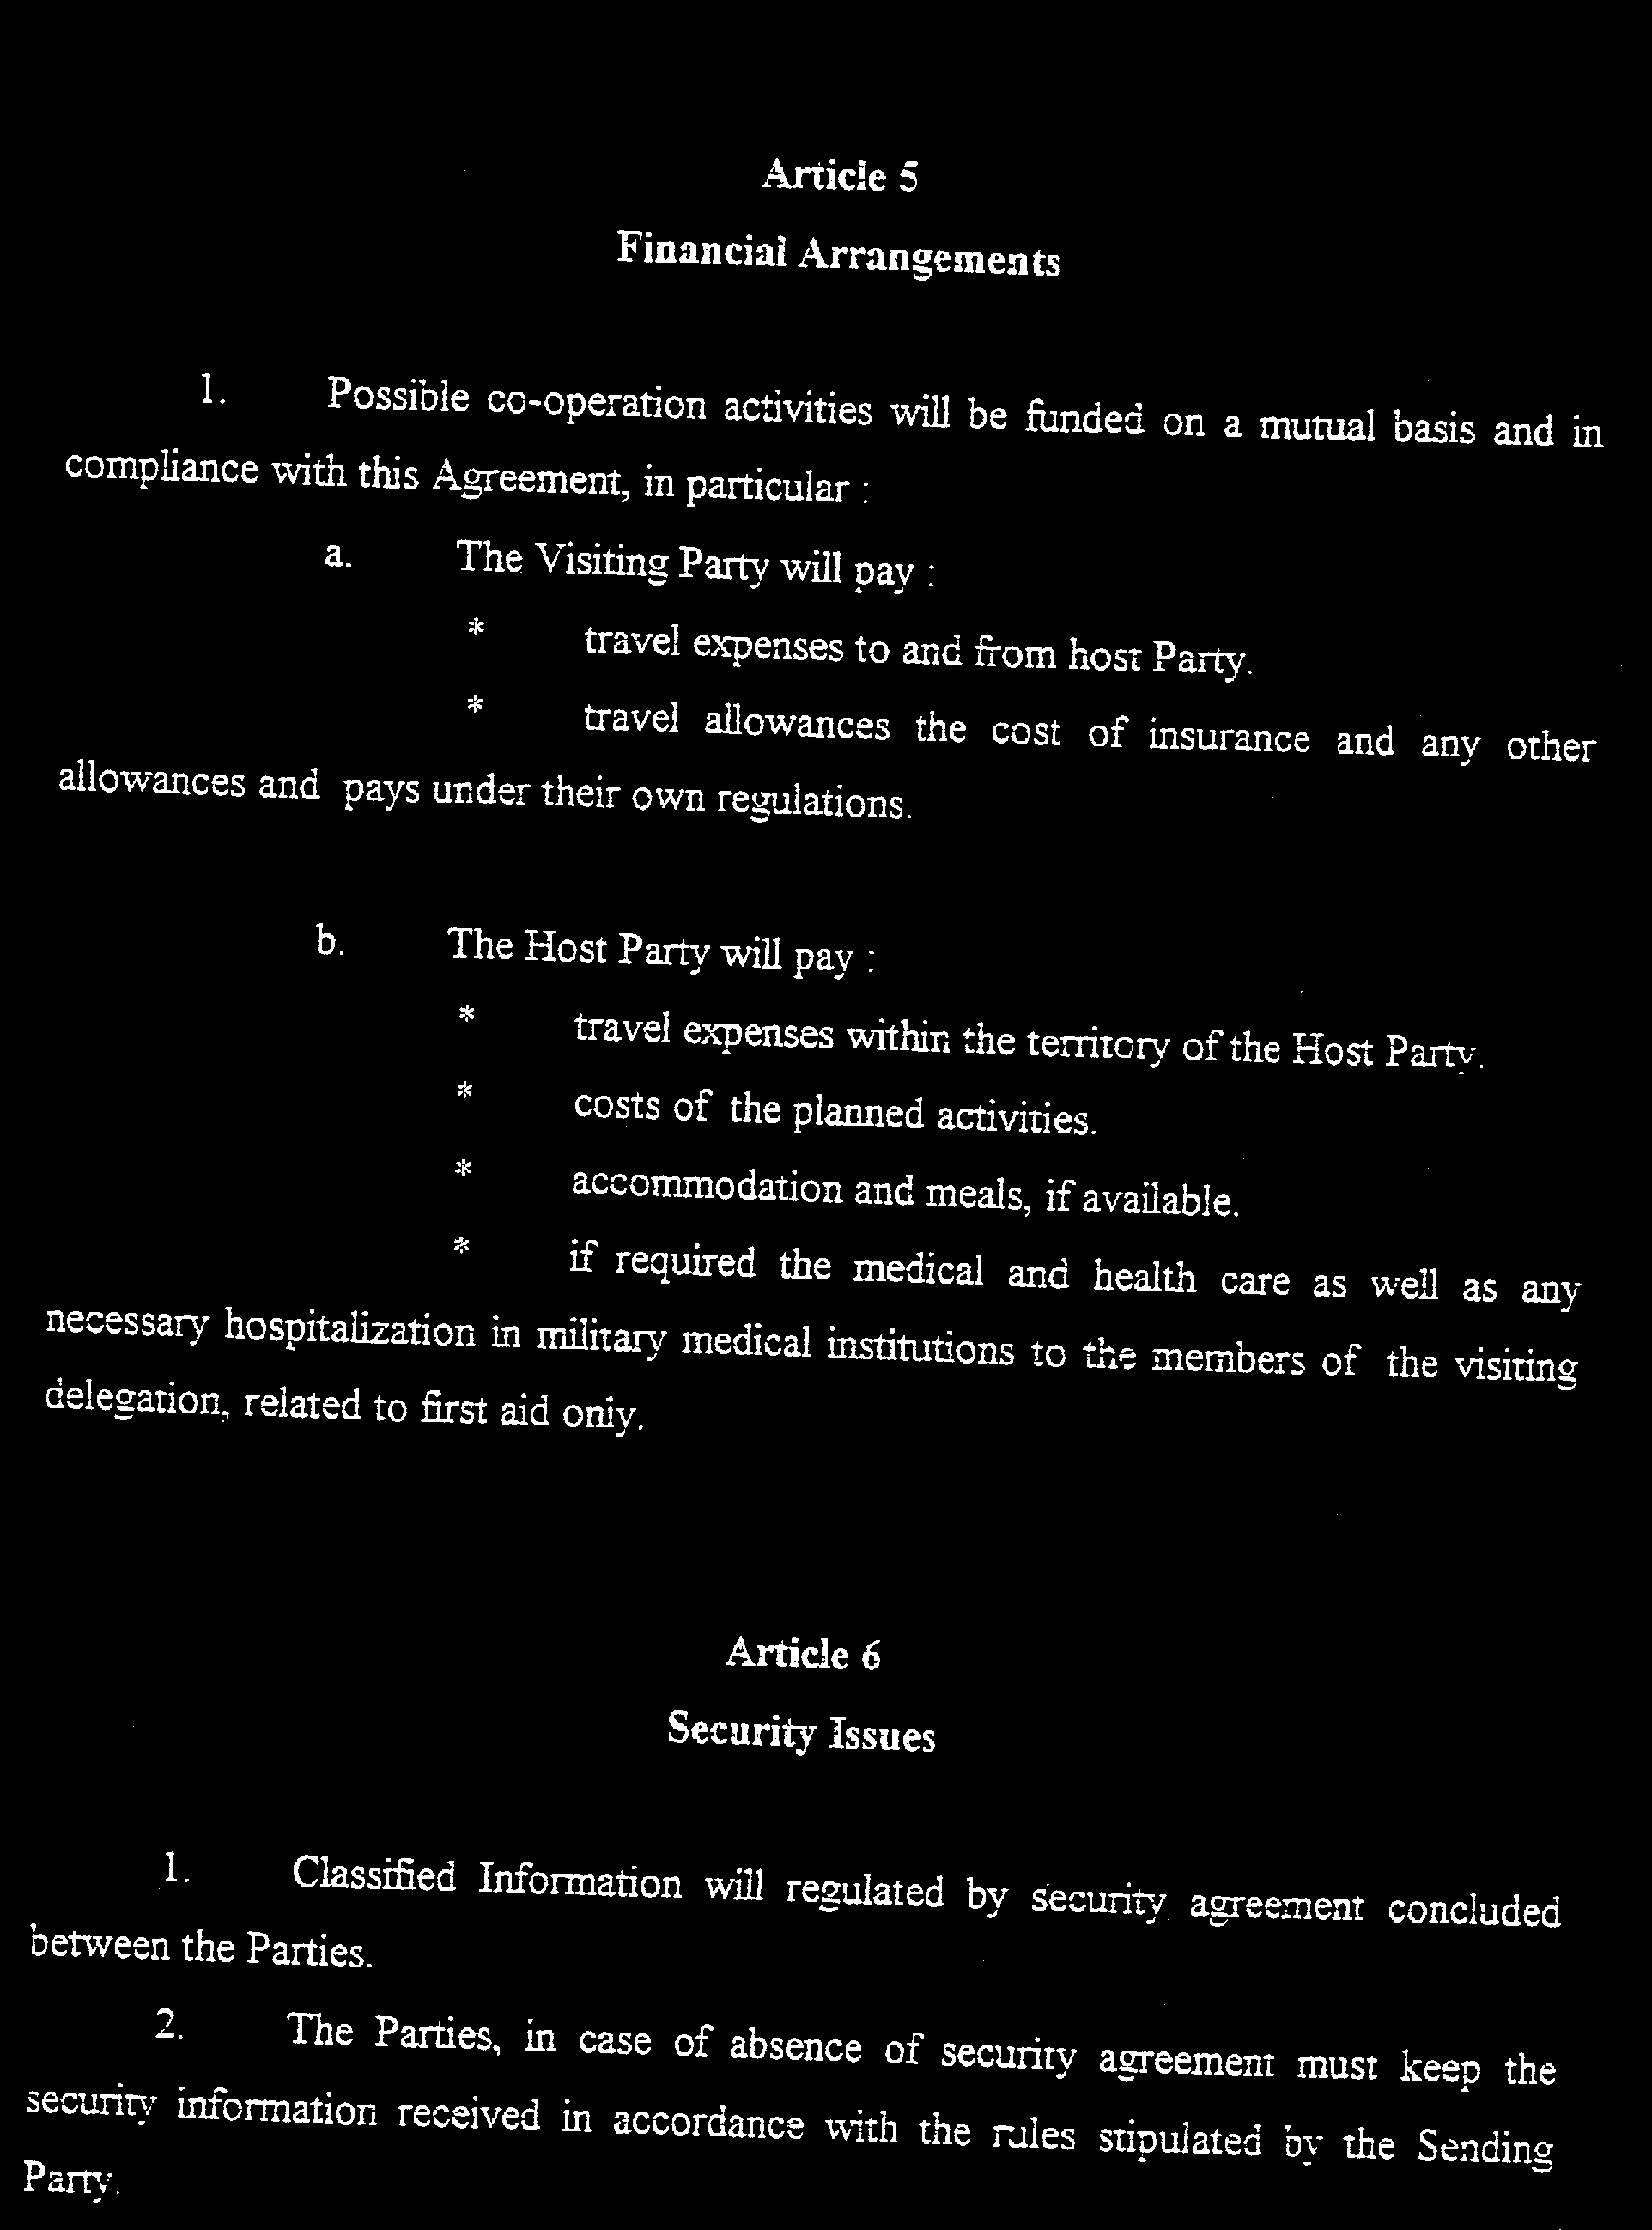 Article 5
Financial Arrangements
1. Possible co-operation activities will be funded on a mutual basis and in
compliance with this Agreement, in particular :
a. The Visiting Party will pay :
* travel expenses to and from host Party.
* travel allowances the cost of insurance and any other
allowances and pays under their own regulations.
b. The Host Party will pay :
* travel expenses within the territory of the Host Party.
* costs of the planned activities.
* accommodation and meals, if available.
* if required the medical and health care as well as any
necessary hospitalization in military medical institutions to the members of the visiting
delegation, related to first aid only.
Article 6
Security Issues
1. Classified Information will regulated by security agreement concluded
between the Parties.
2. The Parties, in case of absence of security agreement must keep the
security information received in accordance with the rules stipulated by the Sending
Party.